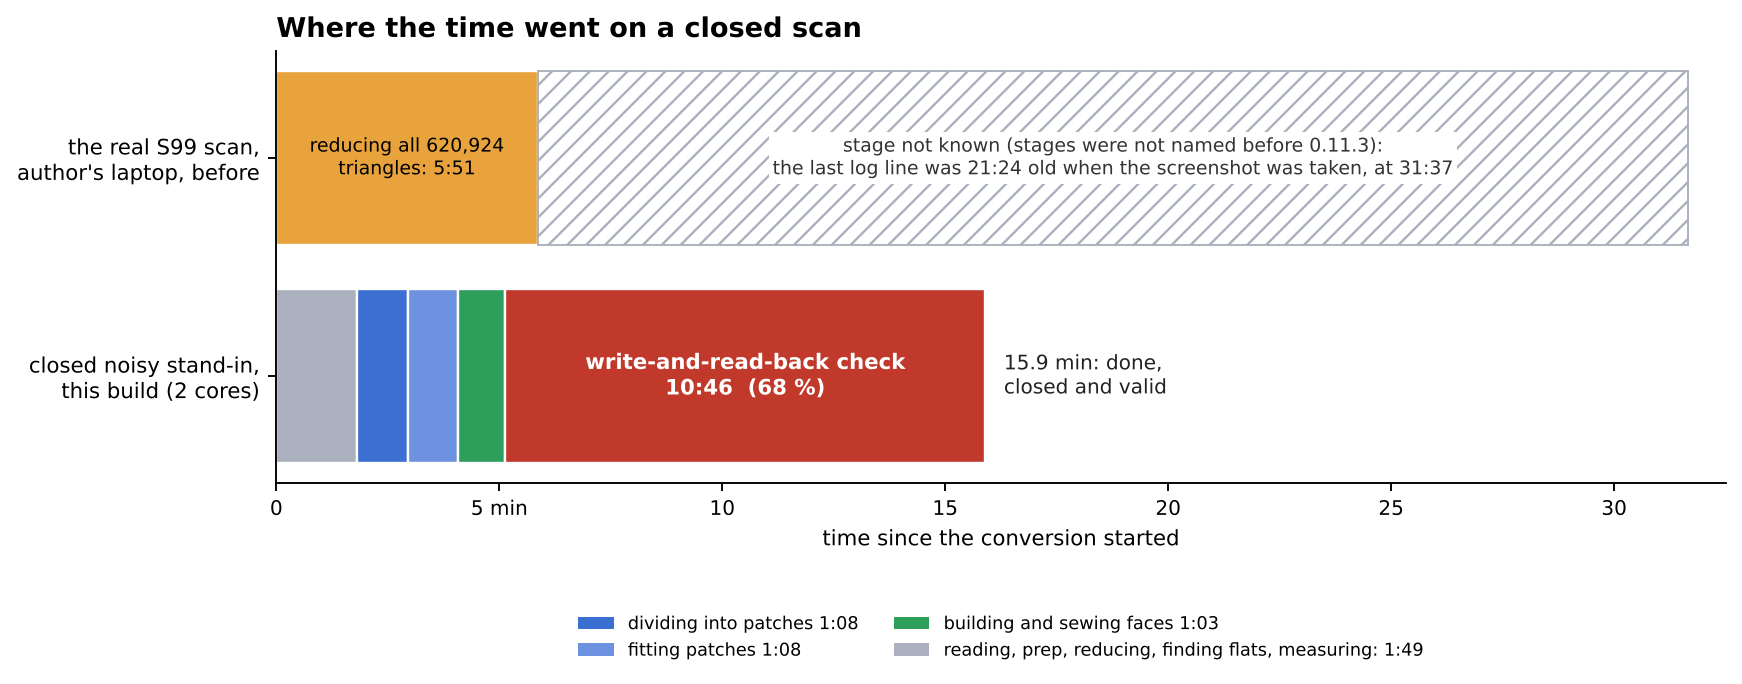 Where the time went on a closed scan
the real S99 scan,
author's laptop, before
reducing all 620,924
triangles: 5:51
stage not known (stages were not named before 0.11.3):
the last log line was 21:24 old when the screenshot was taken, at 31:37
closed noisy stand-in,
this build (2 cores)
write-and-read-back check
10:46 (68 %)
15.9 min: done,
closed and valid
0 5 min 10 15 20 25 30
time since the conversion started
dividing into patches 1:08
fitting patches 1:08
building and sewing faces 1:03
reading, prep, reducing, finding flats, measuring: 1:49